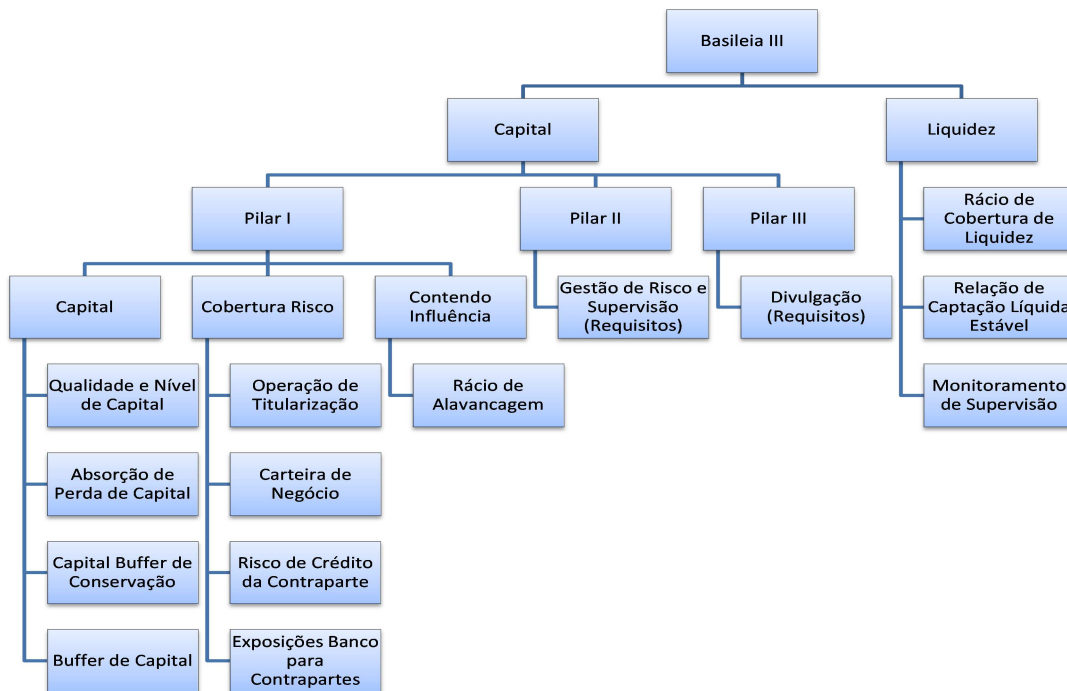 Basileia III
Capital
Liquidez
Pilar I
Pilar II
Pilar III
Rácio de
Cobertura de
Liquidez
Capital
Cobertura Risco
Contendo
Influência
Gestão de Risco e
Supervisão
(Requisitos)
Divulgação
(Requisitos)
Relação de
Captação Líquida
Estável
Qualidade e Nível
de Capital
Operação de
Titularização
Rácio de
Alavancagem
Monitoramento
de Supervisão
Absorção de
Perda de Capital
Carteira de
Negócio
Capital Buffer de
Conservação
Risco de Crédito
da Contraparte
Buffer de Capital
Exposições Banco
para
Contrapartes